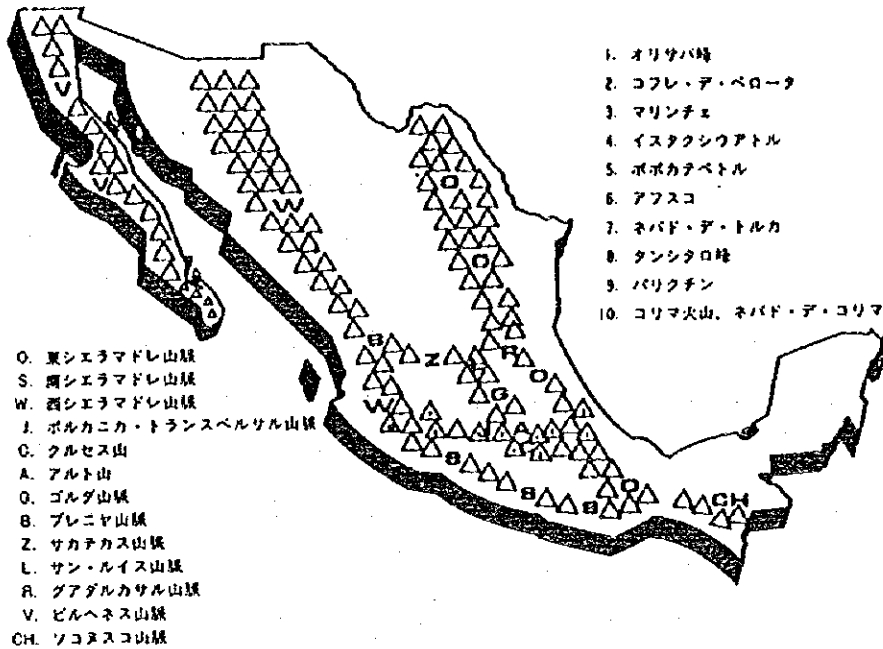 1. オリサバ峰
2. コフレ・デ・ペロータ
3. マリンチェ
4. イスタクシウアトル
5. ポポカテペトル
6. アフスコ
7. ネバド・デ・トルカ
8. タンシタロ峰
9. パリクチン
10. コリマ火山、ネバド・デ・コリマ
O. 東シエラマドレ山脈
S. 南シエラマドレ山脈
W. 西シエラマドレ山脈
J. ボルカニカ・トランスベルサル山脈
C. クルセス山
A. アルト山
G. ゴルダ山脈
B. ブレニヤ山脈
Z. サカテカス山脈
L. サン・ルイス山脈
R. グアダルカサル山脈
V. ビルヘネス山脈
CH. ソコヌスコ山脈
V
V
W
O
O
B
Z
R
O
G
W
S
S
S
O
CH